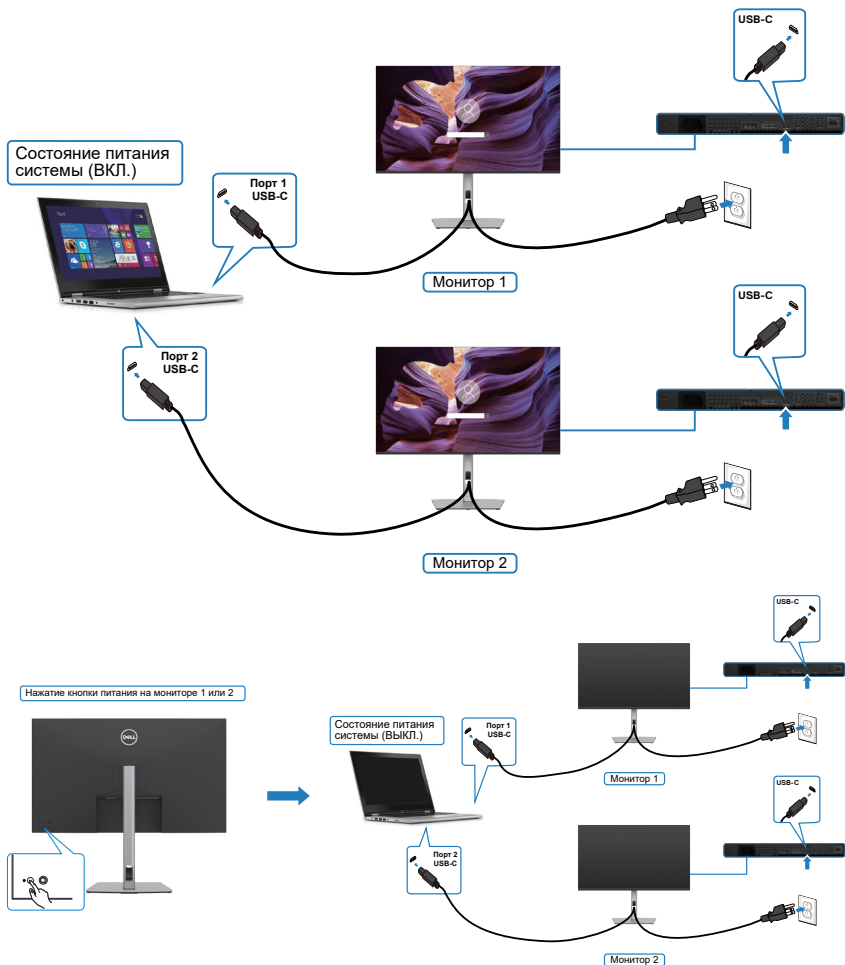 USB-C
Состояние питания
системы (ВКЛ.)
Порт 1
USB-C
Монитор 1
USB-C
Порт 2
USB-C
Монитор 2
USB-C
Нажатие кнопки питания на мониторе 1 или 2
DELL
Состояние питания
системы (ВЫКЛ.)
Порт 1
USB-C
Монитор 1
USB-C
Порт 2
USB-C
Монитор 2